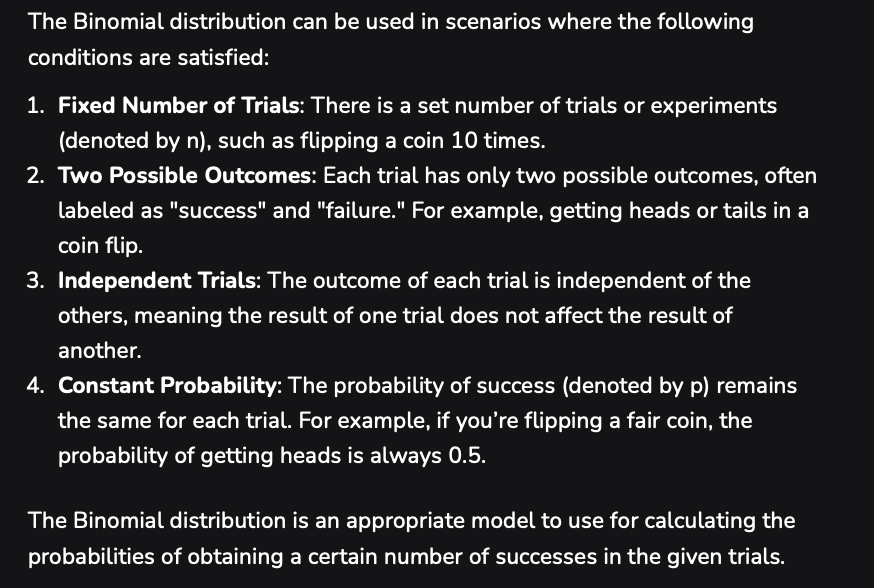 The Binomial distribution can be used in scenarios where the following
conditions are satisfied:
1. Fixed Number of Trials: There is a set number of trials or experiments
(denoted by n), such as flipping a coin 10 times.
2. Two Possible Outcomes: Each trial has only two possible outcomes, often
labeled as "success" and "failure." For example, getting heads or tails in a
coin flip.
3. Independent Trials: The outcome of each trial is independent of the
others, meaning the result of one trial does not affect the result of
another.
4. Constant Probability: The probability of success (denoted by p) remains
the same for each trial. For example, if you’re flipping a fair coin, the
probability of getting heads is always 0.5.
The Binomial distribution is an appropriate model to use for calculating the
probabilities of obtaining a certain number of successes in the given trials.